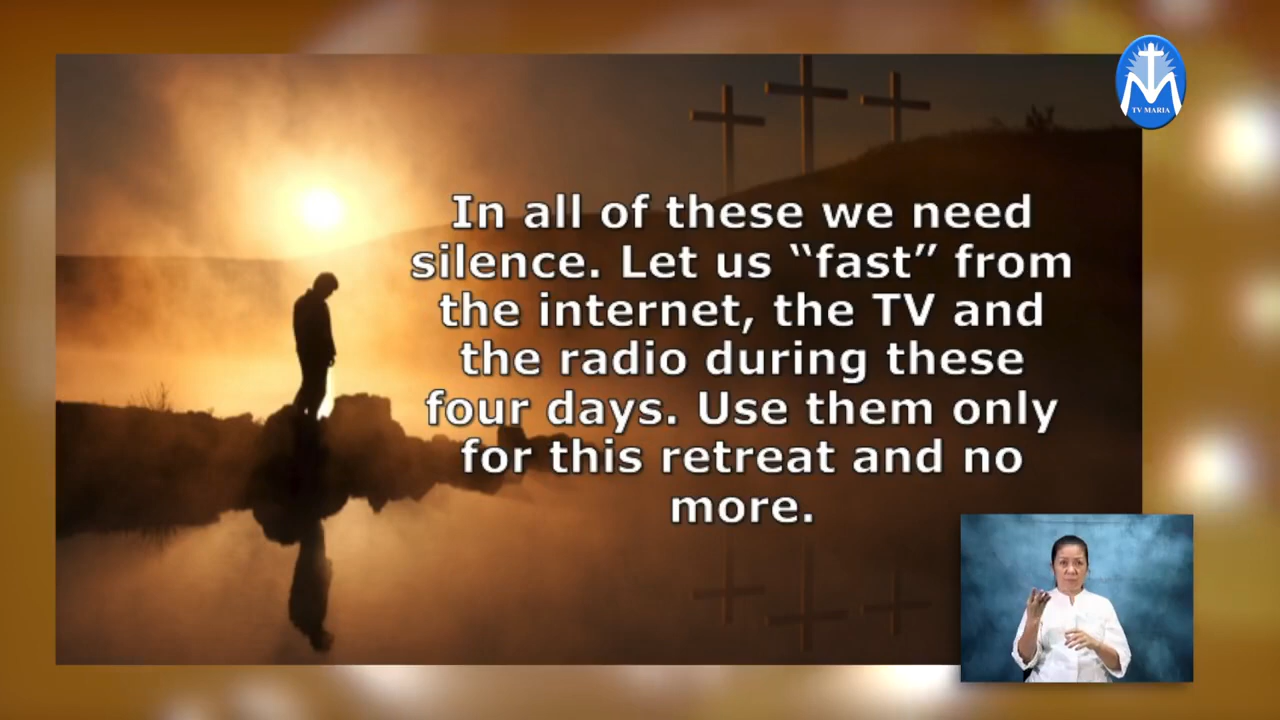 TV MARIA
In all of these we need
silence. Let us “fast” from
the internet, the TV and
the radio during these
four days. Use them only
for this retreat and no
more.